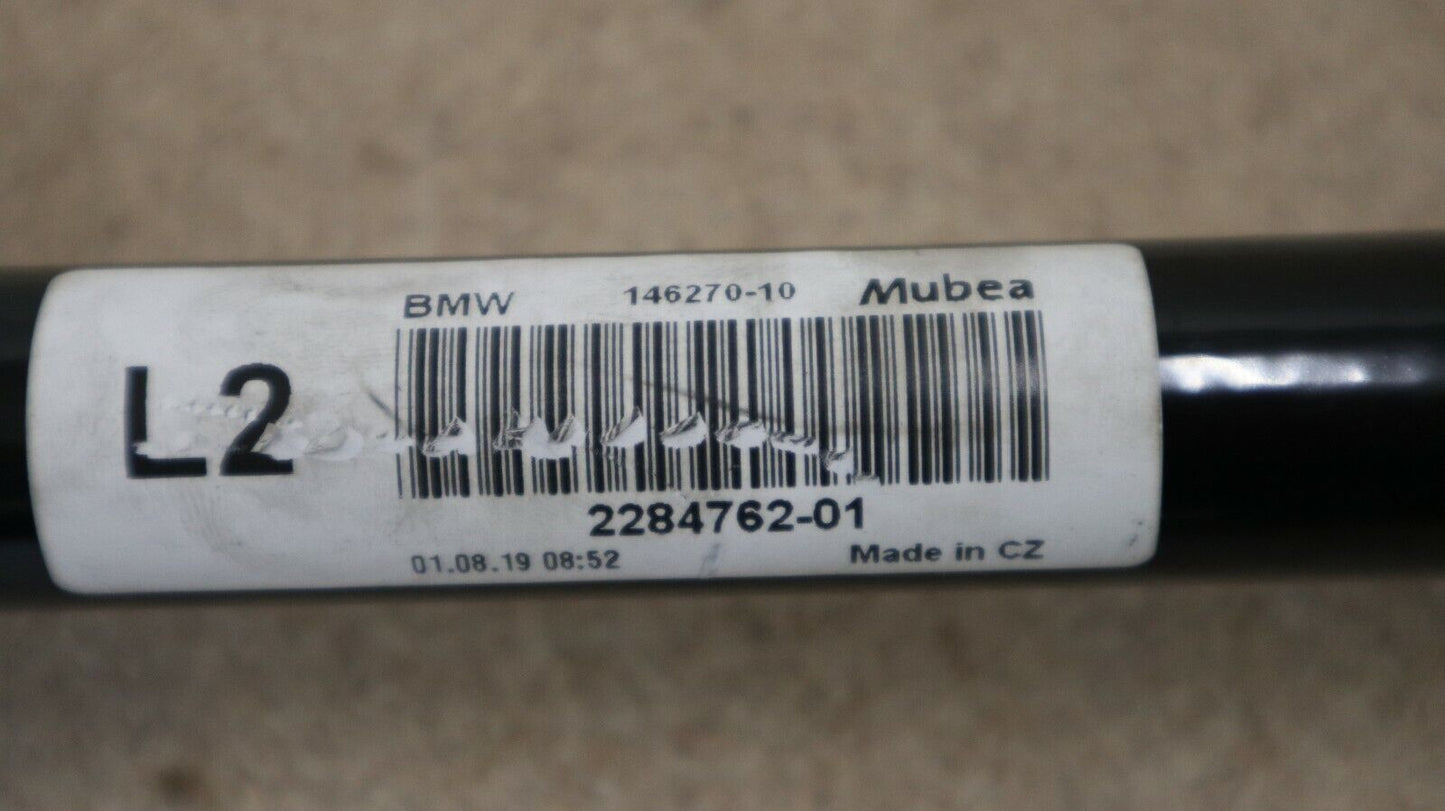 BMW 146270-10 Mubea
L2
2284762-01
01.08.19 08:52 Made in CZ